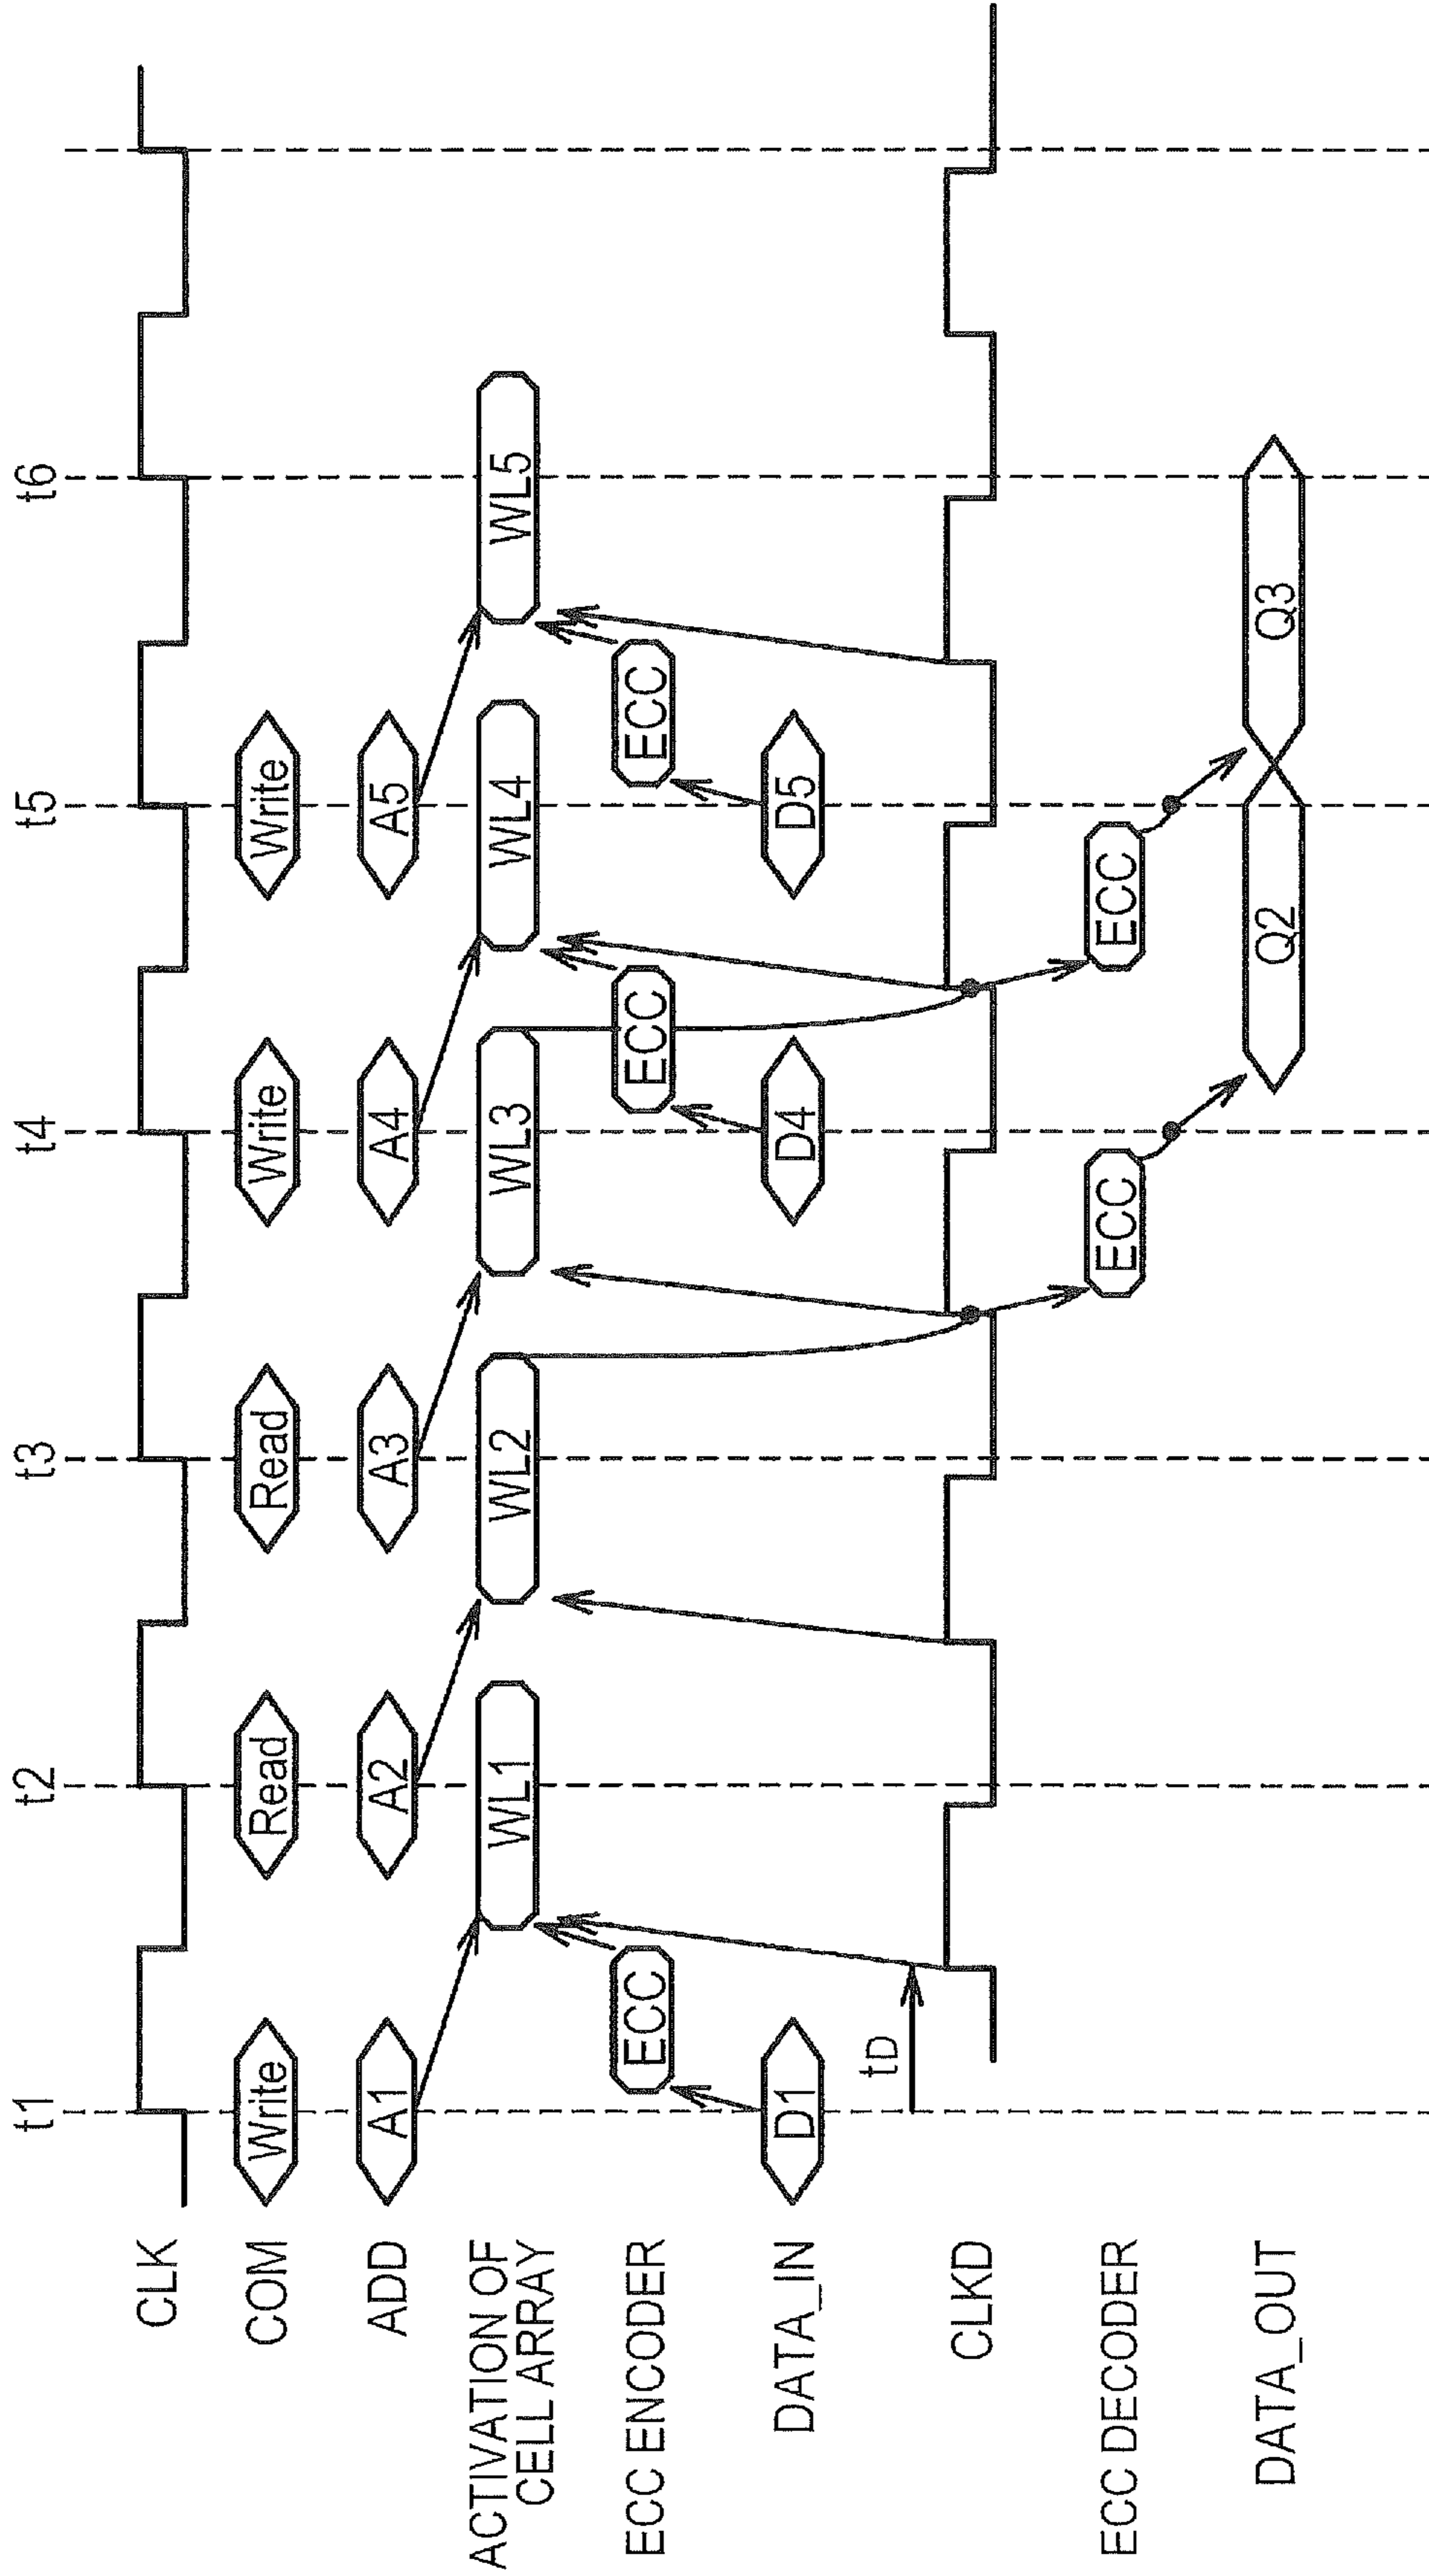 t1 t2 t3 t4 t5 t6
CLK
COM Write Read Read Write Write
ADD A1 A2 A3 A4 A5
ACTIVATION OF
CELL ARRAY WL1 WL2 WL3 WL4 WL5
ECC ENCODER ECC ECC ECC
DATA_IN D1 D4 D5
tD
CLKD
ECC DECODER ECC ECC
DATA_OUT Q2 Q3